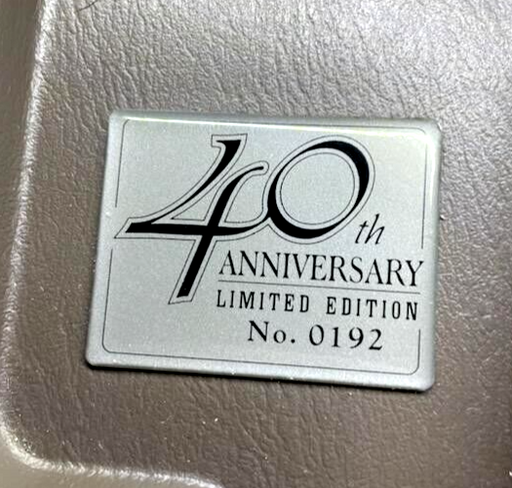 40th
ANNIVERSARY
LIMITED EDITION
No. 0192